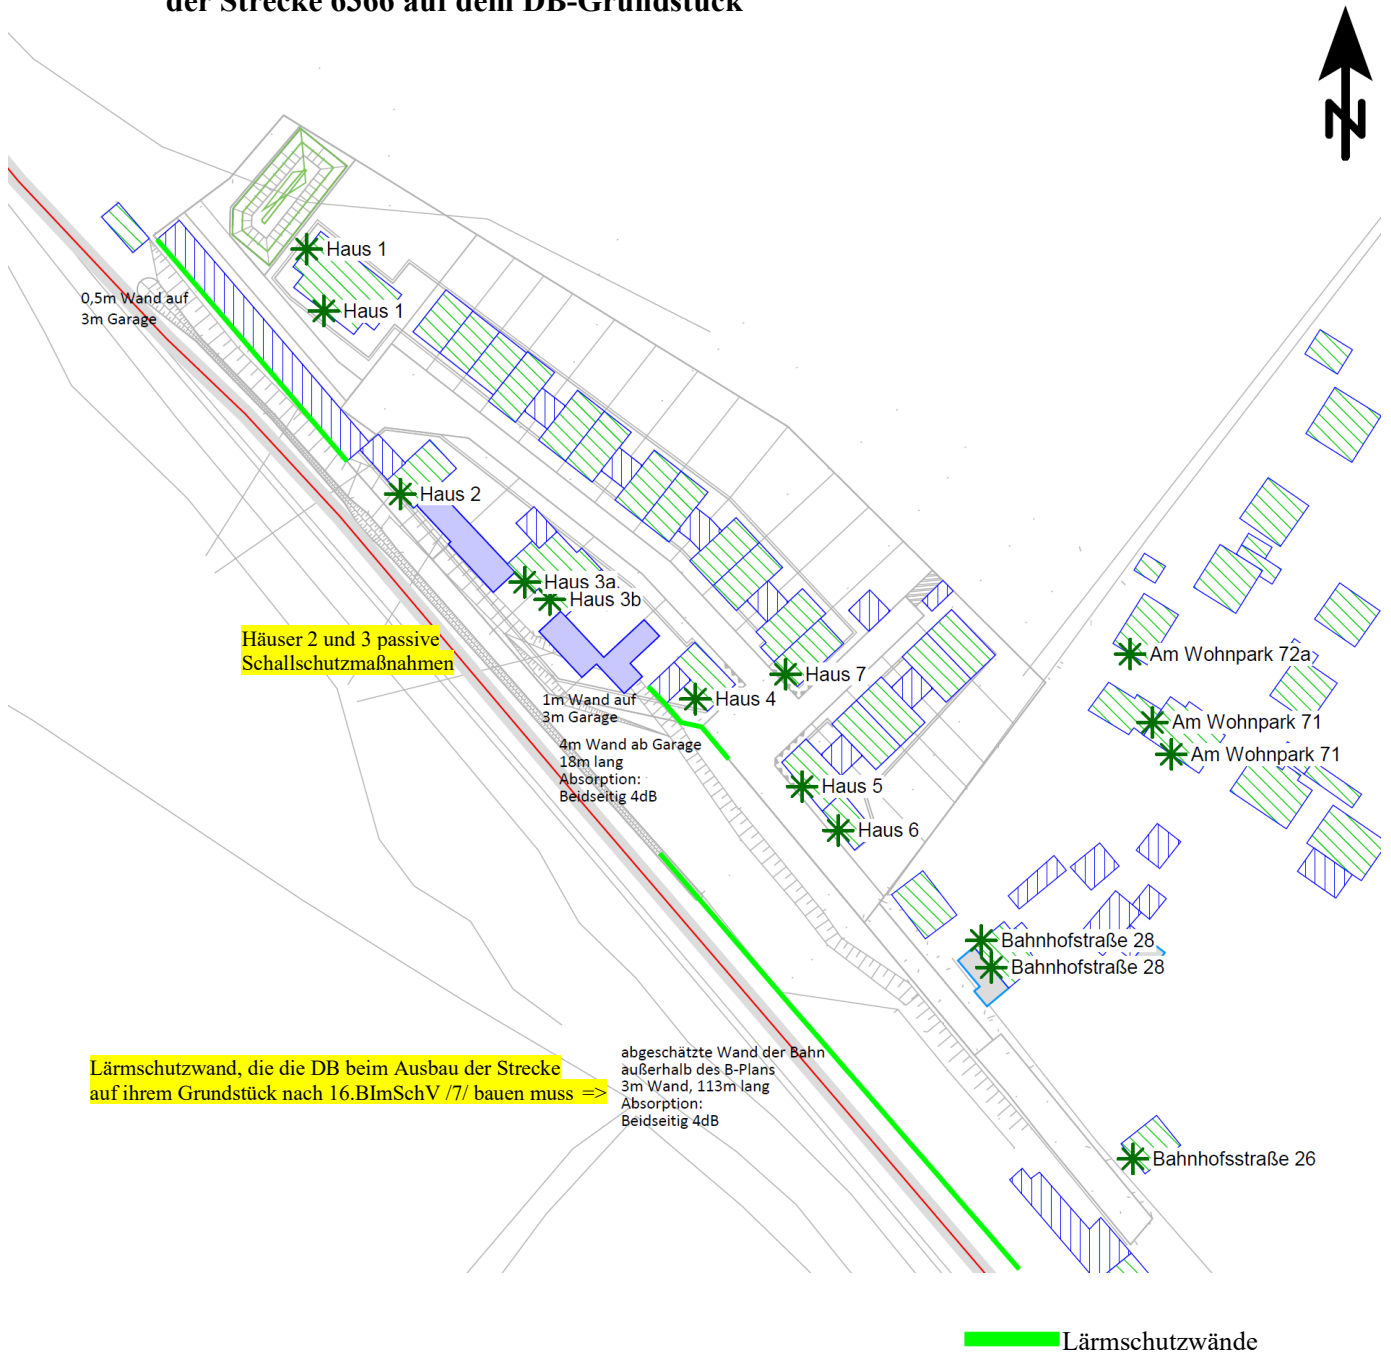 der Strecke 6366 auf dem DB-Grundstück
N
Haus 1
Haus 1
0,5m Wand auf
3m Garage
Haus 2
Haus 3a
Haus 3b
Häuser 2 und 3 passive
Schallschutzmaßnahmen
Am Wohnpark 72a
Haus 7
Haus 4
1m Wand auf
3m Garage
Am Wohnpark 71
Am Wohnpark 71
4m Wand ab Garage
18m lang
Absorption:
Beidseitig 4dB
Haus 5
Haus 6
Bahnhofstraße 28
Bahnhofstraße 28
Lärmschutzwand, die die DB beim Ausbau der Strecke
auf ihrem Grundstück nach 16.BImSchV /7/ bauen muss =>
abgeschätzte Wand der Bahn
außerhalb des B-Plans
3m Wand, 113m lang
Absorption:
Beidseitig 4dB
Bahnhofsstraße 26
Lärmschutzwände